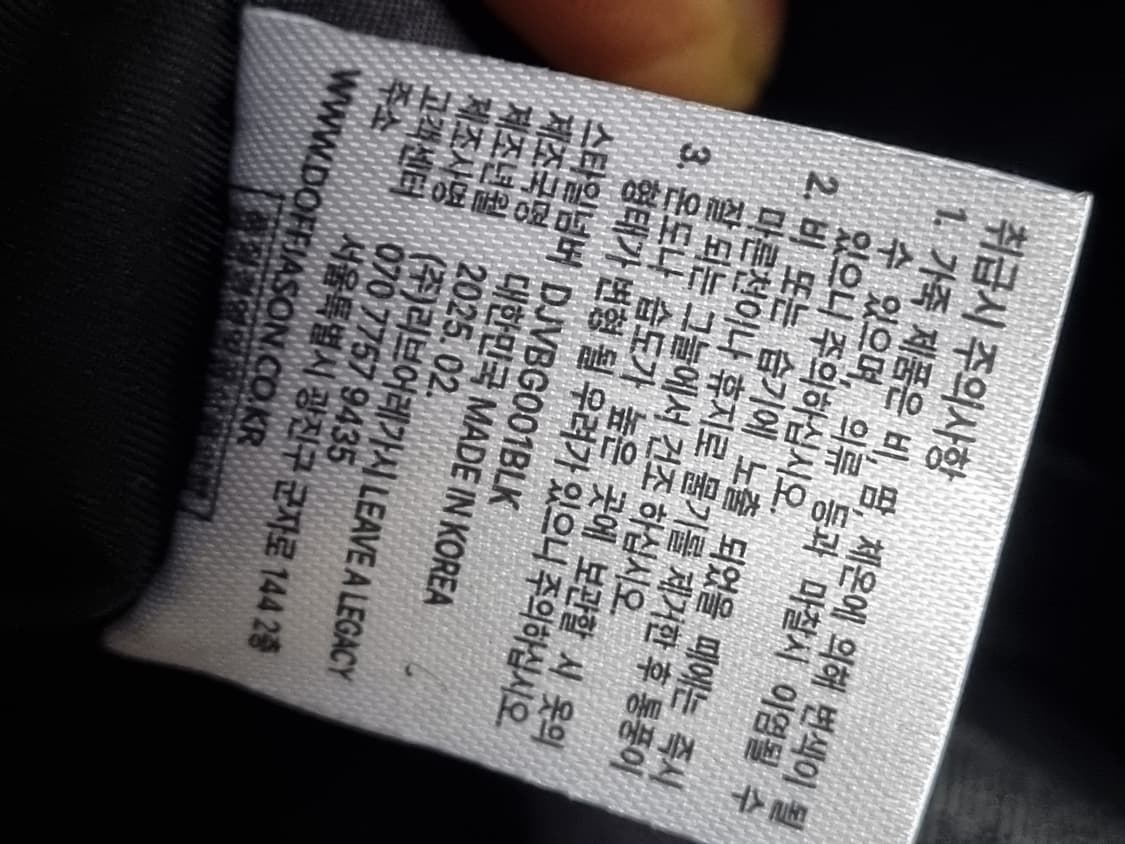 취급시 주의사항
1. 가죽 제품은 비, 땀, 체온에 의해 변색이 될
수 있으며, 의류 등과 마찰시 이염될 수
있으니 주의하십시오.
2. 비 또는 습기에 노출 되었을 때에는 즉시
마른천이나 휴지로 물기를 제거한 후 통풍이
잘 되는 그늘에서 건조 하십시오
3. 온도나 습도가 높은 곳에 보관할 시 옷의
형태가 변형 될 우려가 있으니 주의하십시오
스타일넘버 DJVBG001BLK
제조국명 대한민국 MADE IN KOREA
제조년월 2025. 02.
제조사명 (주)리브어레거시 LEAVE A LEGACY
고객센터 070 7757 9435
주소 서울특별시 광진구 군자로 144 2층
WWW.DOFFJASON.CO.KR